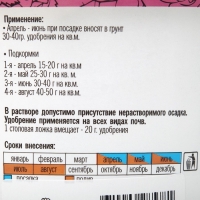 Применение:
• Апрель - июнь при посадке вносят в грунт
30-40гр. удобрения на кв.м.
• Подкормки
1-я - апрель 15-20 г на кв.м
2-я - май 25-30 г на кв. м.
3-я - июнь 30-40 г на кв.м
4-я - август 40-50 г на кв.м.
В растворе допустимо присутствие нерастворимого осадка.
Удобрение применяется на всех видах почв.
1 столовая ложка вмещает - 20 г. удобрения
Сроки внесения:
январь февраль март апрель май июнь
июль август сентябрь октябрь ноябрь декабрь